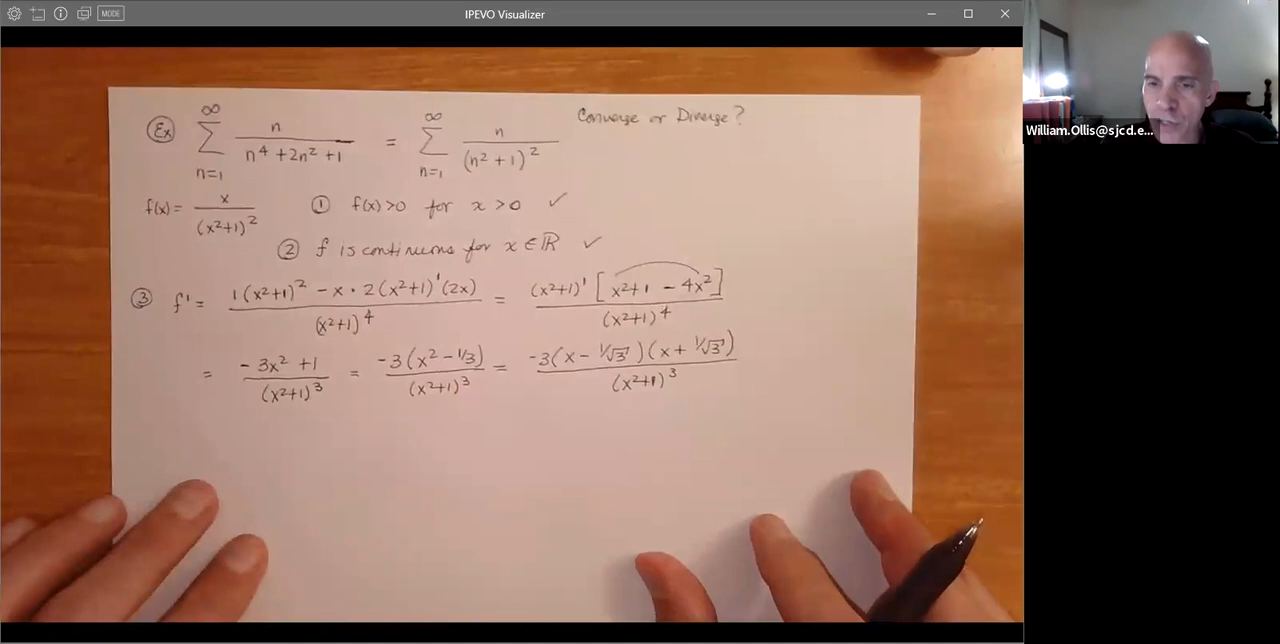 MODE
IPEVO Visualizer
Ex ∞ Σ n=1 n / n⁴ + 2n² + 1 = ∞ Σ n=1 n / (n² + 1)² Converge or Diverge?
f(x) = x / (x²+1)² ① f(x) > 0 for x > 0 ✓
② f is continuous for x ∈ ℝ ✓
③ f' = 1(x²+1)² - x • 2(x²+1)¹(2x) / (x²+1)⁴ = (x²+1)¹ [x²+1 - 4x²] / (x²+1)⁴
= -3x² + 1 / (x²+1)³ = -3(x² - 1/3) / (x²+1)³ = -3(x - 1/√3)(x + 1/√3) / (x²+1)³
William.Ollis@sjcd.e...